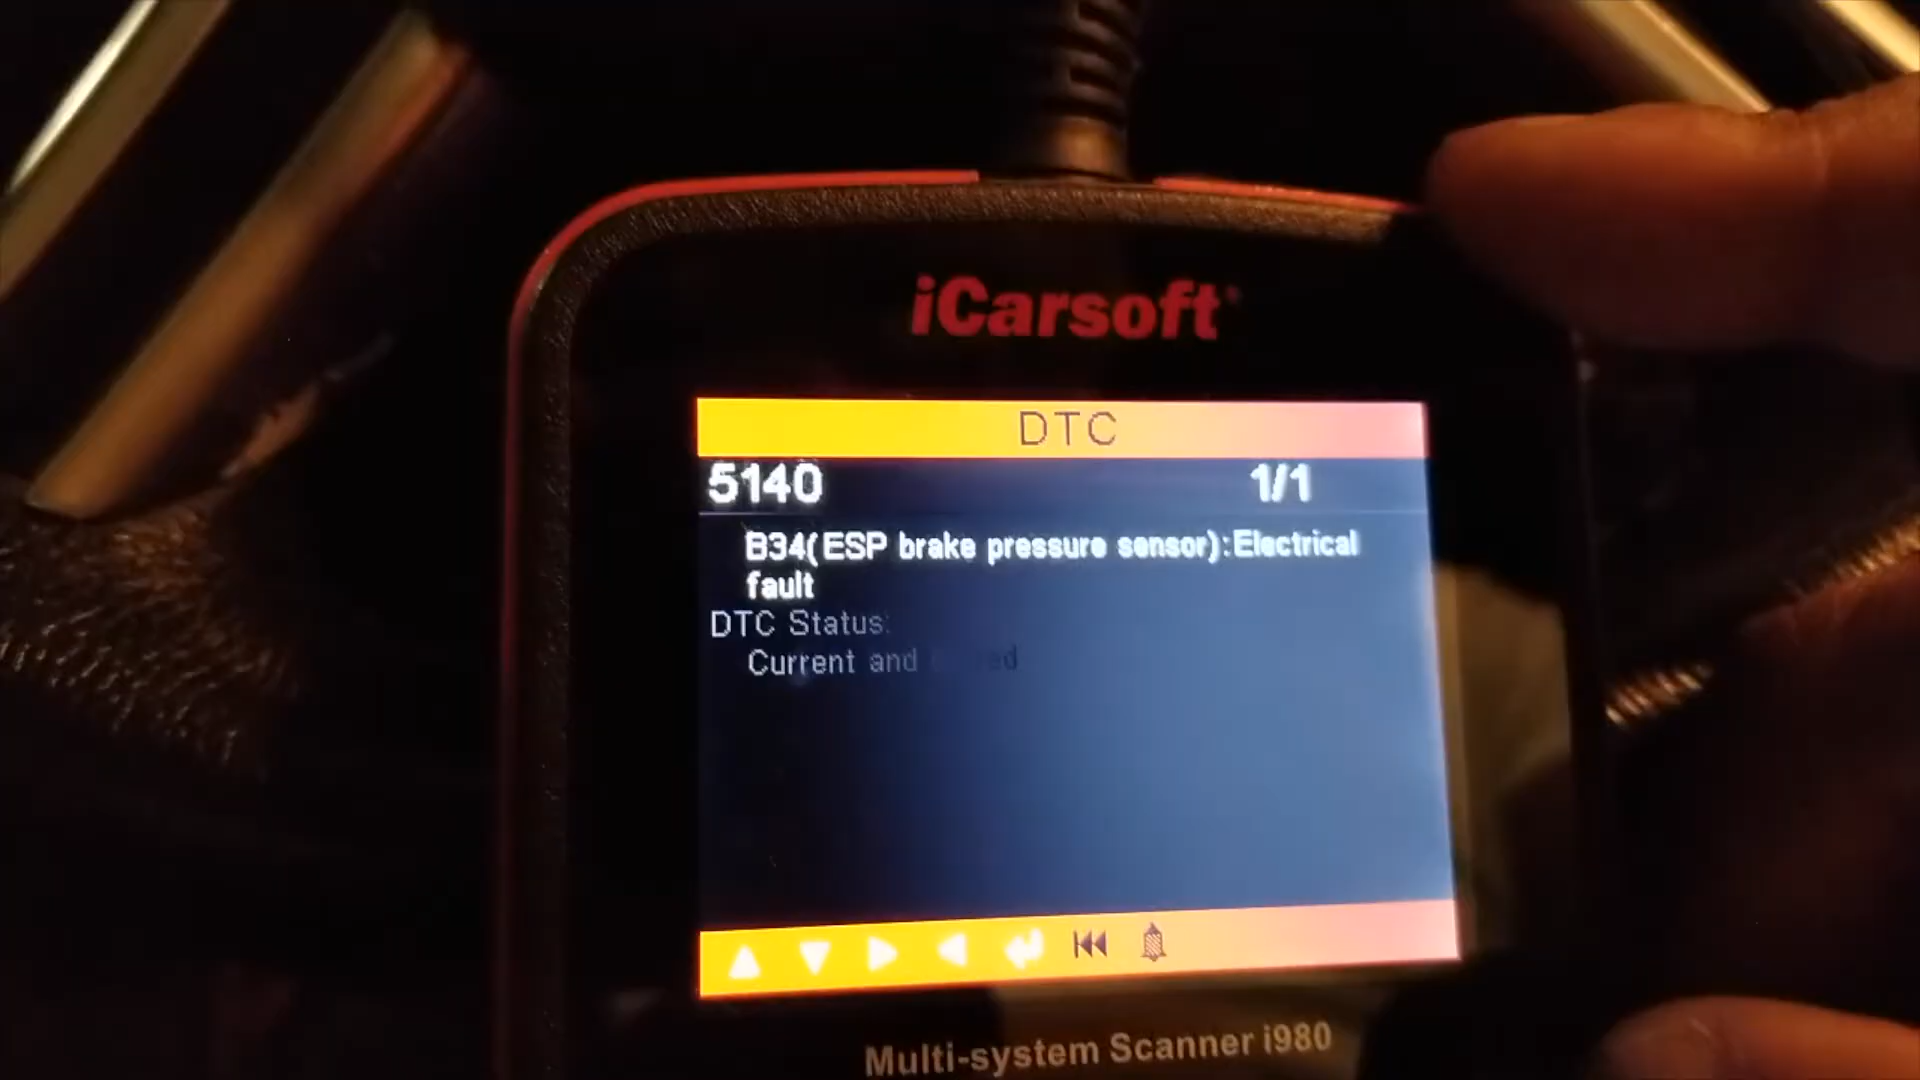 iCarsoft
DTC
5140 1/1
B34(ESP brake pressure sensor):Electrical
fault
DTC Status:
Current and
Multi-system Scanner i980